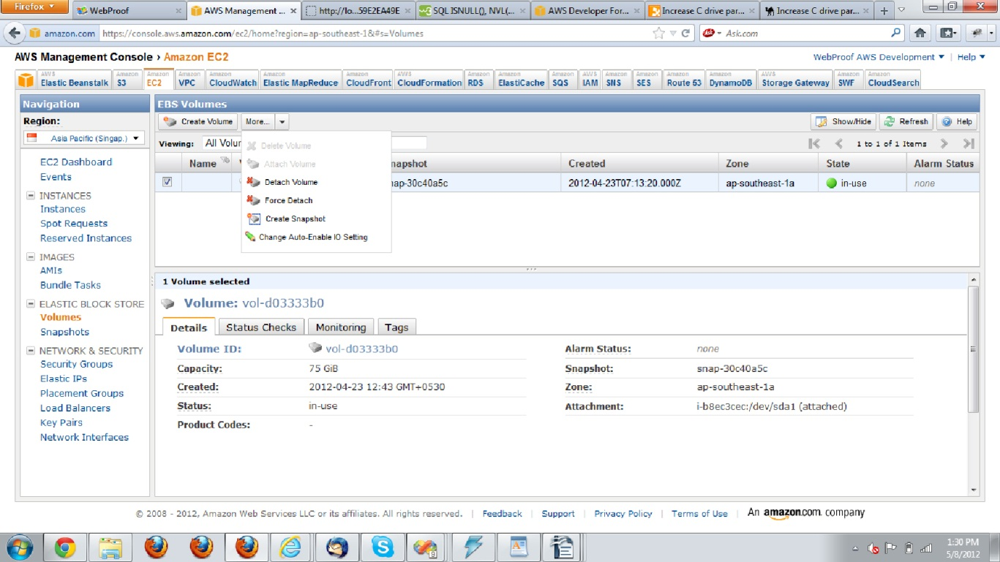 Firefox
WebProof
AWS Management ...
http://lo...59E2EA49E
SQL ISNULL(), NVL(...
AWS Developer For...
Increase C drive par...
Increase C drive par...
amazon.com
https://console.aws.amazon.com/ec2/home?region=ap-southeast-1&#s=Volumes
Ask.com
AWS Management Console › Amazon EC2
WebProof AWS Development
Help
AWS Elastic Beanstalk
Amazon S3
Amazon EC2
Amazon VPC
Amazon CloudWatch
Amazon Elastic MapReduce
Amazon CloudFront
AWS CloudFormation
Amazon RDS
Amazon ElastiCache
Amazon SQS
AWS IAM
Amazon SNS
Amazon SES
Amazon Route 53
Amazon DynamoDB
AWS Storage Gateway
Amazon SWF
Amazon CloudSearch
Navigation
Region:
Asia Pacific (Singap.)
EC2 Dashboard
Events
INSTANCES
Instances
Spot Requests
Reserved Instances
IMAGES
AMIs
Bundle Tasks
ELASTIC BLOCK STORE
Volumes
Snapshots
NETWORK & SECURITY
Security Groups
Elastic IPs
Placement Groups
Load Balancers
Key Pairs
Network Interfaces
EBS Volumes
Create Volume
More...
Show/Hide
Refresh
Help
Viewing: All Volur
1 to 1 of 1 Items
Delete Volume
Attach Volume
Detach Volume
Force Detach
Create Snapshot
Change Auto-Enable IO Setting
Name
napshot
Created
Zone
State
Alarm Status
ap-30c40a5c
2012-04-23T07:13:20.000Z
ap-southeast-1a
in-use
none
1 Volume selected
Volume: vol-d03333b0
Details
Status Checks
Monitoring
Tags
Volume ID: vol-d03333b0
Alarm Status: none
Capacity: 75 GiB
Snapshot: snap-30c40a5c
Created: 2012-04-23 12:43 GMT+0530
Zone: ap-southeast-1a
Status: in-use
Attachment: i-b8ec3cec:/dev/sda1 (attached)
Product Codes: -
© 2008 - 2012, Amazon Web Services LLC or its affiliates. All rights reserved. | Feedback | Support | Privacy Policy | Terms of Use | An amazon.com. company
1:30 PM
5/8/2012